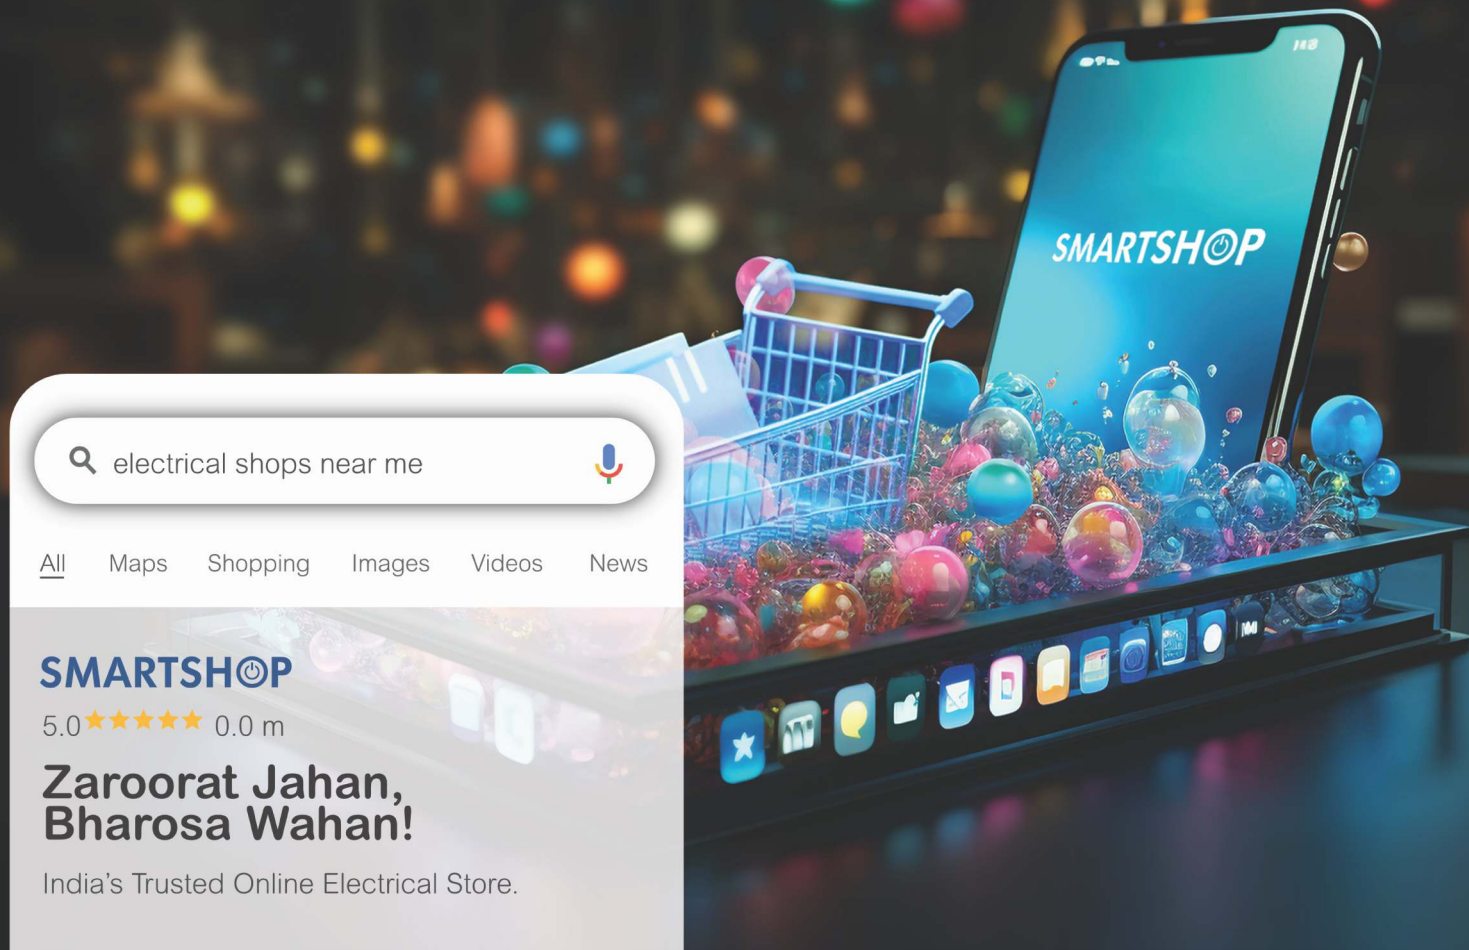 SMARTSHOP
electrical shops near me
All Maps Shopping Images Videos News
SMARTSHOP
5.0 ★★★★★ 0.0 m
Zaroorat Jahan,
Bharosa Wahan!
India's Trusted Online Electrical Store.